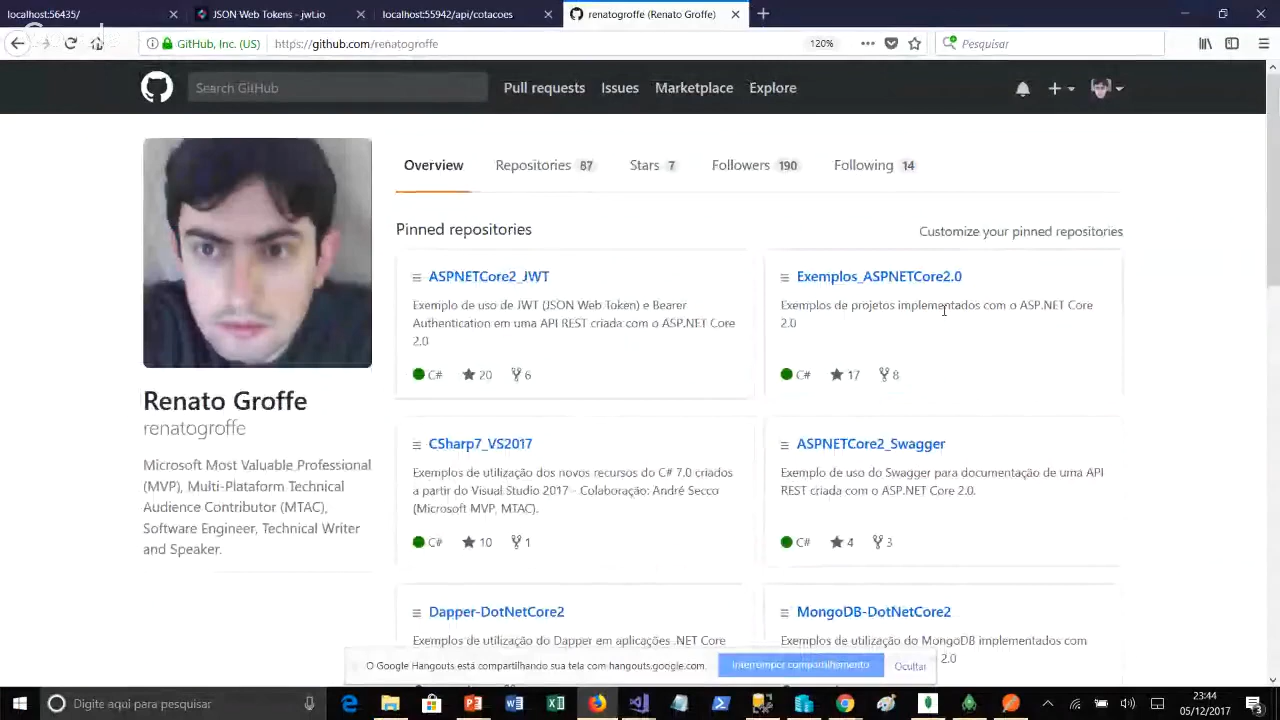 localhost:56435/
JSON Web Tokens - jwt.io
localhost:55942/api/cotacoes
renatogroffe (Renato Groffe)
GitHub, Inc. (US)
https://github.com/renatogroffe
120%
Pesquisar
Search GitHub
Pull requests
Issues
Marketplace
Explore
Overview
Repositories 87
Stars 7
Followers 190
Following 14
Pinned repositories
Customize your pinned repositories
ASPNETCore2_JWT
Exemplo de uso de JWT (JSON Web Token) e Bearer
Authentication em uma API REST criada com o ASP.NET Core
2.0
C# 20 6
Exemplos_ASPNETCore2.0
Exemplos de projetos implementados com o ASP.NET Core
2.0
C# 17 8
Renato Groffe
renatogroffe
Microsoft Most Valuable Professional
(MVP), Multi-Plataform Technical
Audience Contributor (MTAC),
Software Engineer, Technical Writer
and Speaker.
CSharp7_VS2017
Exemplos de utilização dos novos recursos do C# 7.0 criados
a partir do Visual Studio 2017 - Colaboração: André Secco
(Microsoft MVP, MTAC).
C# 10 1
ASPNETCore2_Swagger
Exemplo de uso do Swagger para documentação de uma API
REST criada com o ASP.NET Core 2.0.
C# 4 3
Dapper-DotNetCore2
Exemplos de utilização do Dapper em aplicações .NET Core
MongoDB-DotNetCore2
Exemplos de utilização do MongoDB implementados com
2.0
O Google Hangouts está compartilhando sua tela com hangouts.google.com.
Interromper compartilhamento
Ocultar
Digite aqui para pesquisar
23:44
05/12/2017
3